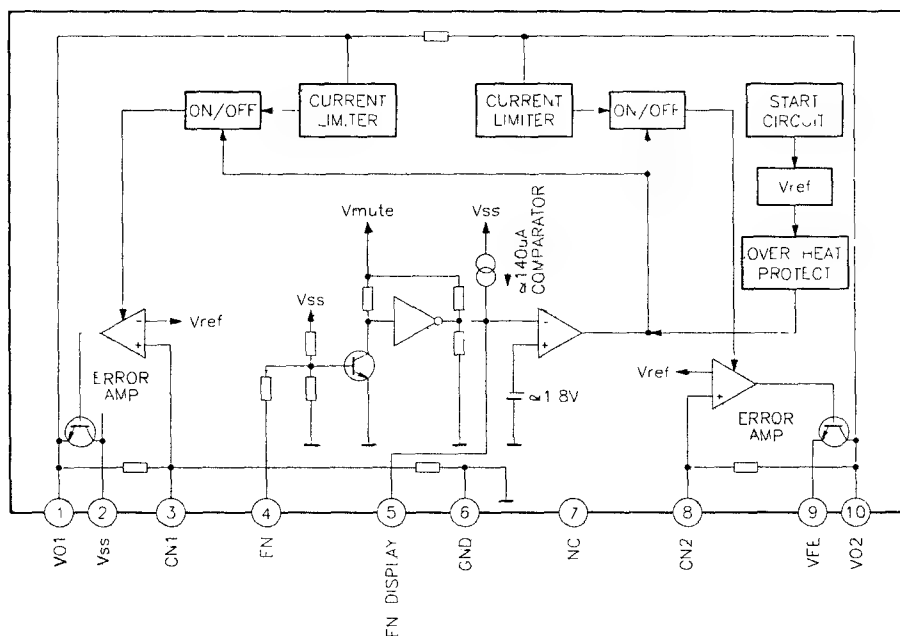 ON/OFF
CURRENT
LIMITER
CURRENT
LIMITER
ON/OFF
START
CIRCUIT
Vref
OVER HEAT
PROTECT
Vmute
Vss
≈140uA
COMPARATOR
Vss
- Vref
+
-
+
≈1.8V
ERROR
AMP
Vref -
+
ERROR
AMP
1
2
3
4
5
6
7
8
9
10
VO1
Vss
CN1
EN
EN DISPLAY
GND
NC
CN2
VFE
VO2